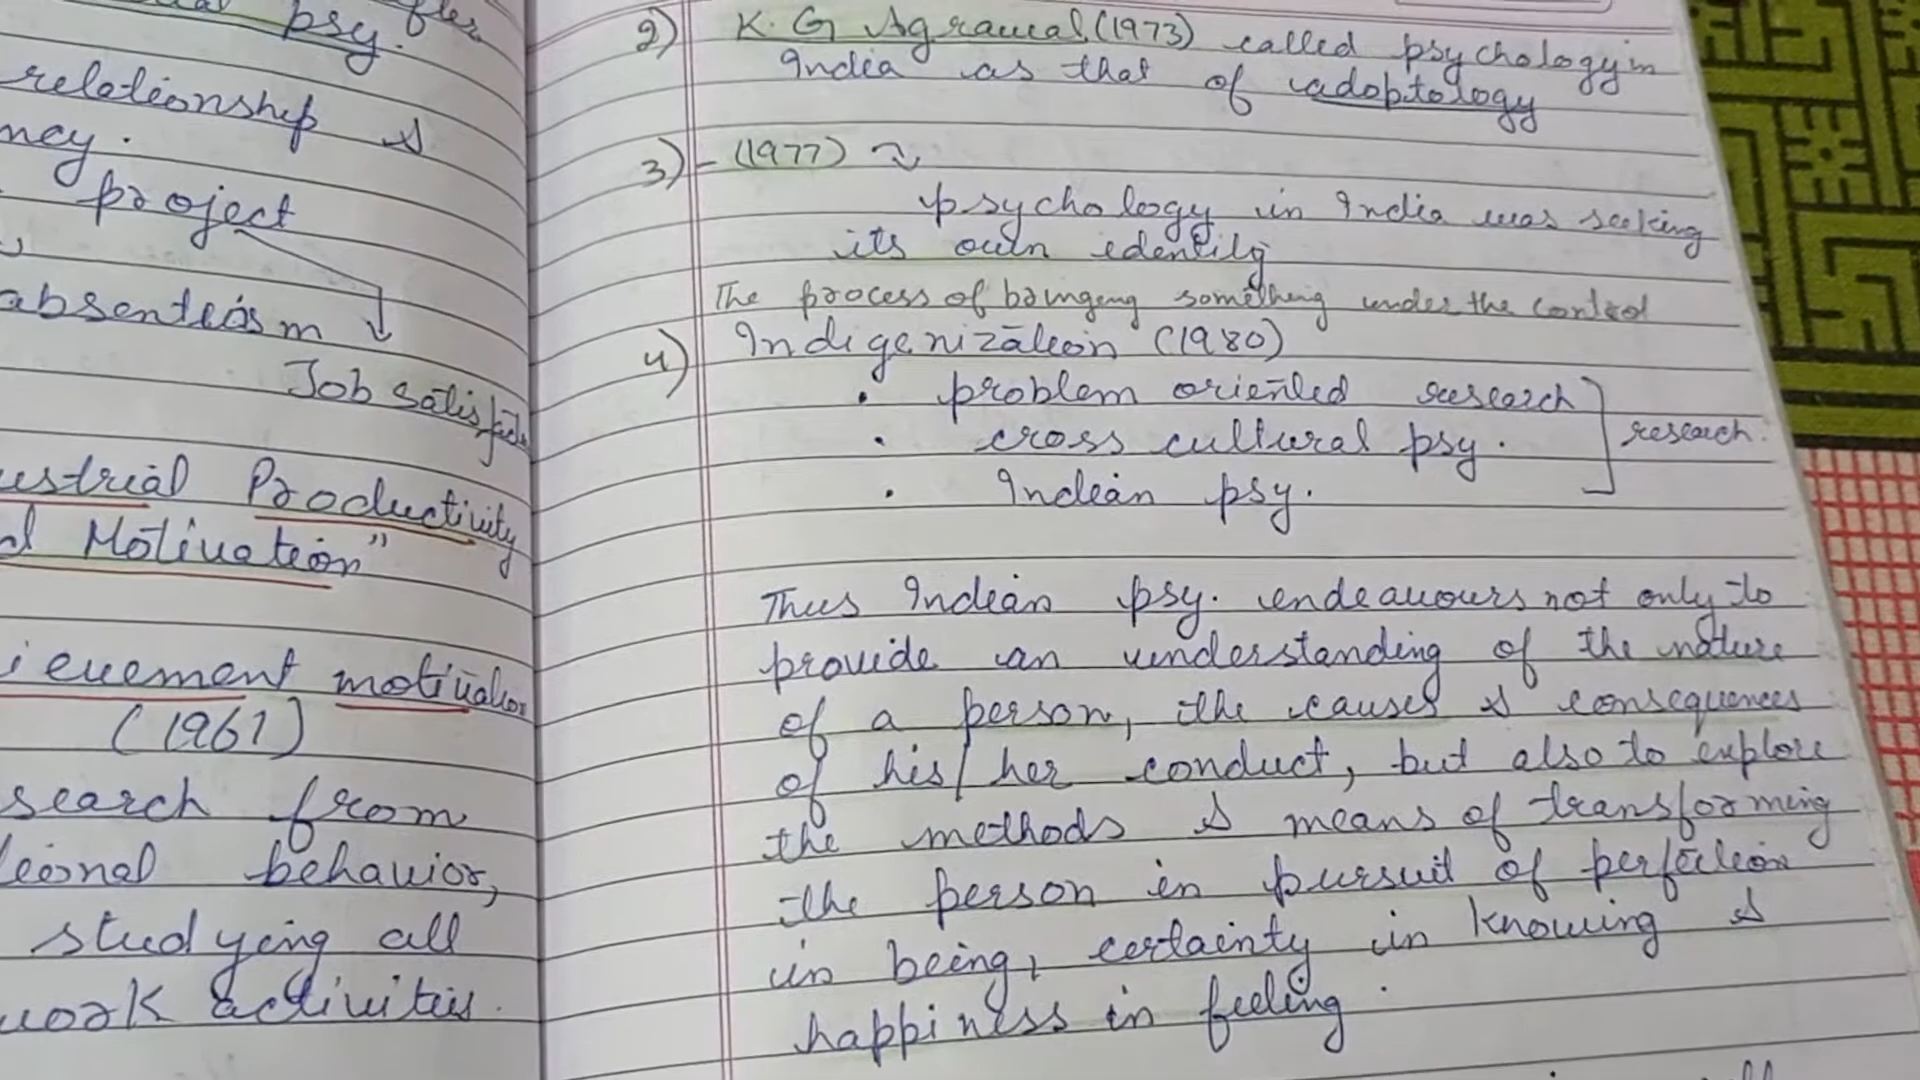 psy.
relationship &
project
absenteism
Job Satisfac
ustrial Productivity
d Motivation"
ievement motivation
(1961)
search from
tional behavior,
studying all
work activities.
2) K. G Agrawal (1973) called psychology in
India as that of adoptology
3) - (1977) ~
psychology in India was seeking
its own identity
The process of bringing something under the control
4) Indigenization (1980)
• problem oriented research
• cross cultural psy.
research.
• Indian psy.
Thus Indian psy. endeavours not only to
provide an understanding of the nature
of a person, the causes & consequences
of his/her conduct, but also to explore
the methods & means of transforming
the person in pursuit of perfection
in being, certainty in knowing &
happiness in feeling.